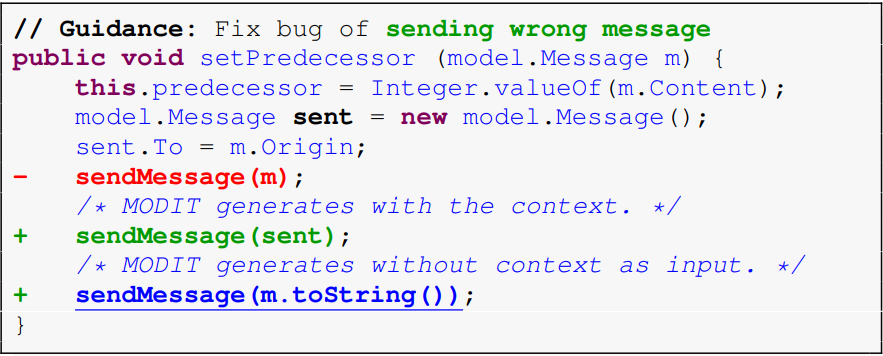 // Guidance: Fix bug of sending wrong message
public void setPredecessor (model.Message m) {
    this.predecessor = Integer.valueOf(m.Content);
    model.Message sent = new model.Message();
    sent.To = m.Origin;
-   sendMessage(m);
    /* MODIT generates with the context. */
+   sendMessage(sent);
    /* MODIT generates without context as input. */
+   sendMessage(m.toString());
}